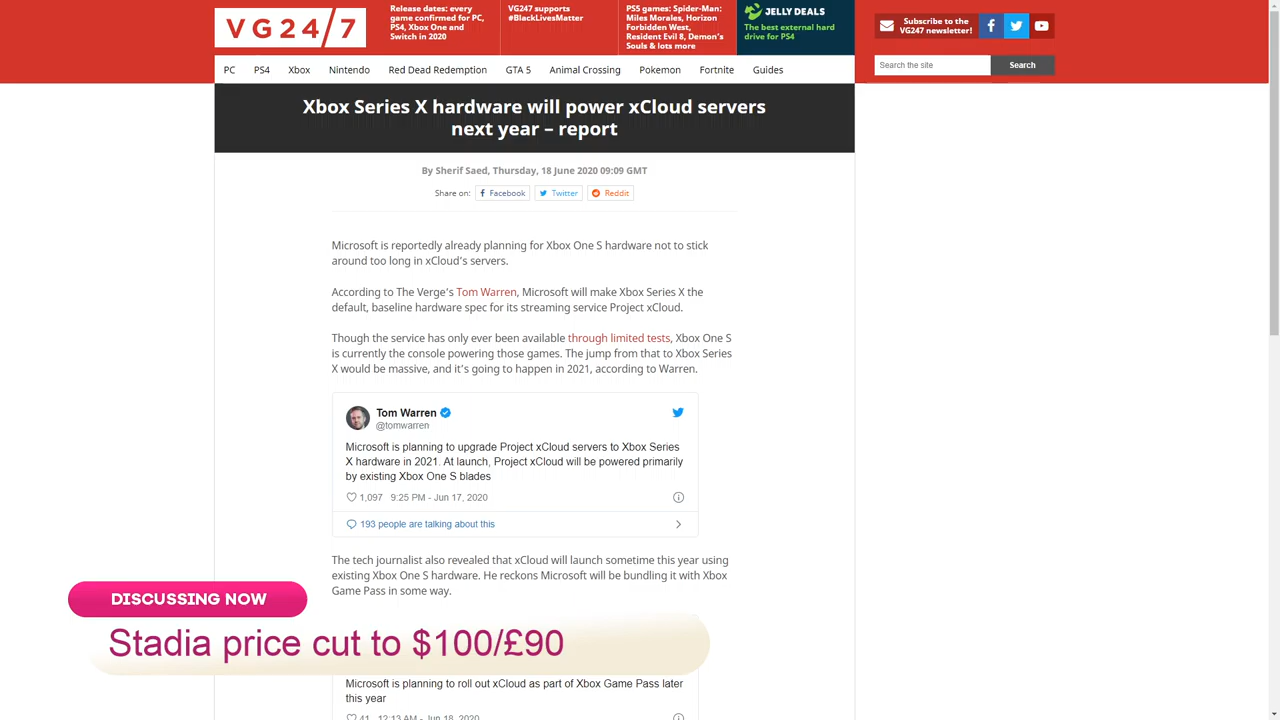 VG24/7
Release dates: every
game confirmed for PC,
PS4, Xbox One and
Switch in 2020
VG247 supports
#BlackLivesMatter
PS5 games: Spider-Man:
Miles Morales, Horizon
Forbidden West,
Resident Evil 8, Demon's
Souls & lots more
JELLY DEALS
The best external hard
drive for PS4
Subscribe to the
VG247 newsletter!
Search the site
Search
PC PS4 Xbox Nintendo Red Dead Redemption GTA 5 Animal Crossing Pokemon Fortnite Guides
Xbox Series X hardware will power xCloud servers
next year – report
By Sherif Saed, Thursday, 18 June 2020 09:09 GMT
Share on: Facebook Twitter Reddit
Microsoft is reportedly already planning for Xbox One S hardware not to stick
around too long in xCloud's servers.
According to The Verge's Tom Warren, Microsoft will make Xbox Series X the
default, baseline hardware spec for its streaming service Project xCloud.
Though the service has only ever been available through limited tests, Xbox One S
is currently the console powering those games. The jump from that to Xbox Series
X would be massive, and it's going to happen in 2021, according to Warren.
Tom Warren
@tomwarren
Microsoft is planning to upgrade Project xCloud servers to Xbox Series
X hardware in 2021. At launch, Project xCloud will be powered primarily
by existing Xbox One S blades
1,097 9:25 PM - Jun 17, 2020
193 people are talking about this
The tech journalist also revealed that xCloud will launch sometime this year using
existing Xbox One S hardware. He reckons Microsoft will be bundling it with Xbox
Game Pass in some way.
DISCUSSING NOW
Stadia price cut to $100/£90
Microsoft is planning to roll out xCloud as part of Xbox Game Pass later
this year
41 12:13 AM - Jun 18, 2020